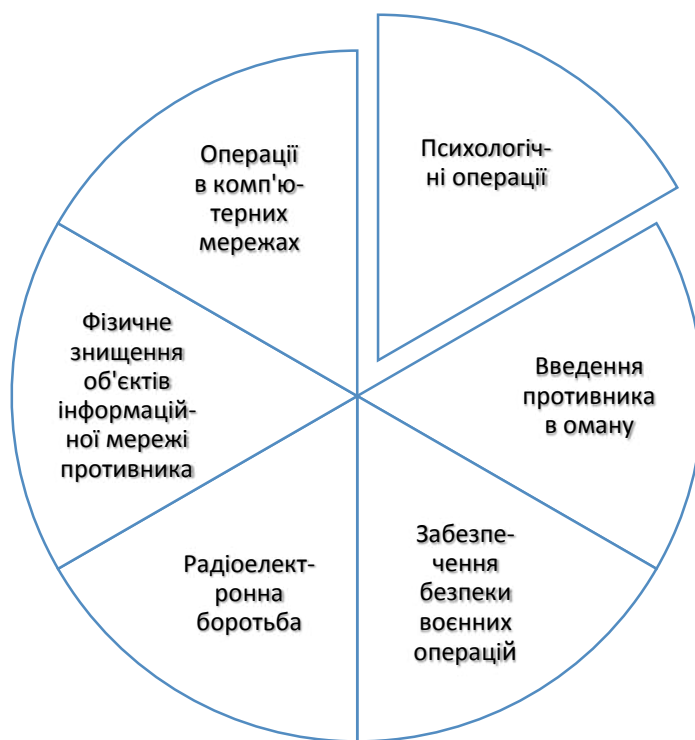 Психологіч-
ні операції
Введення
противника
в оману
Забезпе-
чення
безпеки
воєнних
операцій
Радіоелект-
ронна
боротьба
Фізичне
знищення
об'єктів
інформацій-
ної мережі
противника
Операції
в комп'ю-
терних
мережах